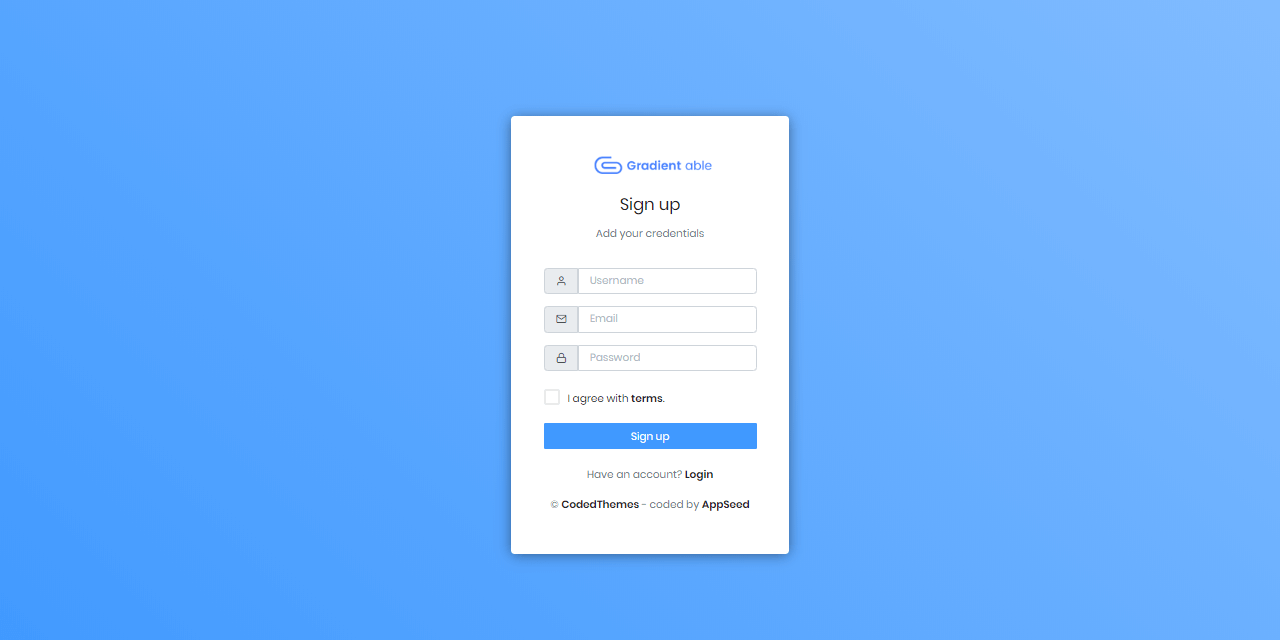 Gradient able
Sign up
Add your credentials
Username
Email
Password
I agree with terms.
Sign up
Have an account? Login
© CodedThemes - coded by AppSeed